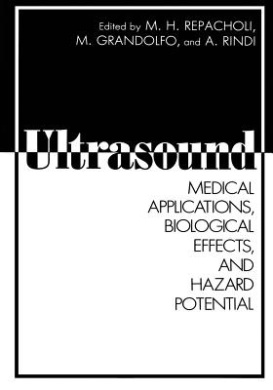 Edited by M. H. REPACHOLI,
M. GRANDOLFO, and A. RINDI
Ultrasound
MEDICAL
APPLICATIONS,
BIOLOGICAL
EFFECTS,
AND
HAZARD
POTENTIAL